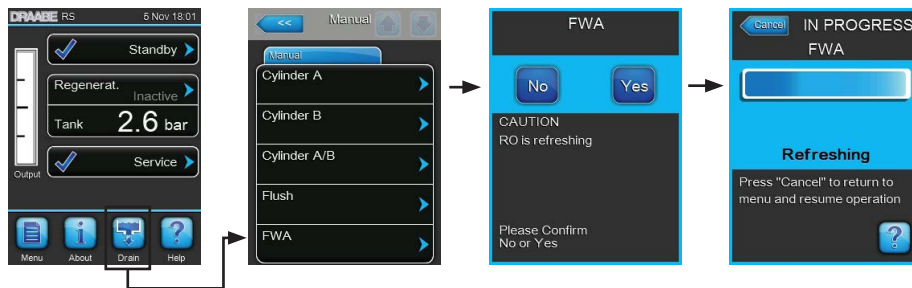 DRAABE RS 5 Nov 18:01
Standby
Regenerat.
Inactive
Tank 2.6 bar
Service
Output
Menu About Drain Help
<< Manual
Manual
Cylinder A
Cylinder B
Cylinder A/B
Flush
FWA
FWA
No Yes
CAUTION
RO is refreshing
Please Confirm
No or Yes
Cancel IN PROGRESS
FWA
Refreshing
Press "Cancel" to return to
menu and resume operation
?